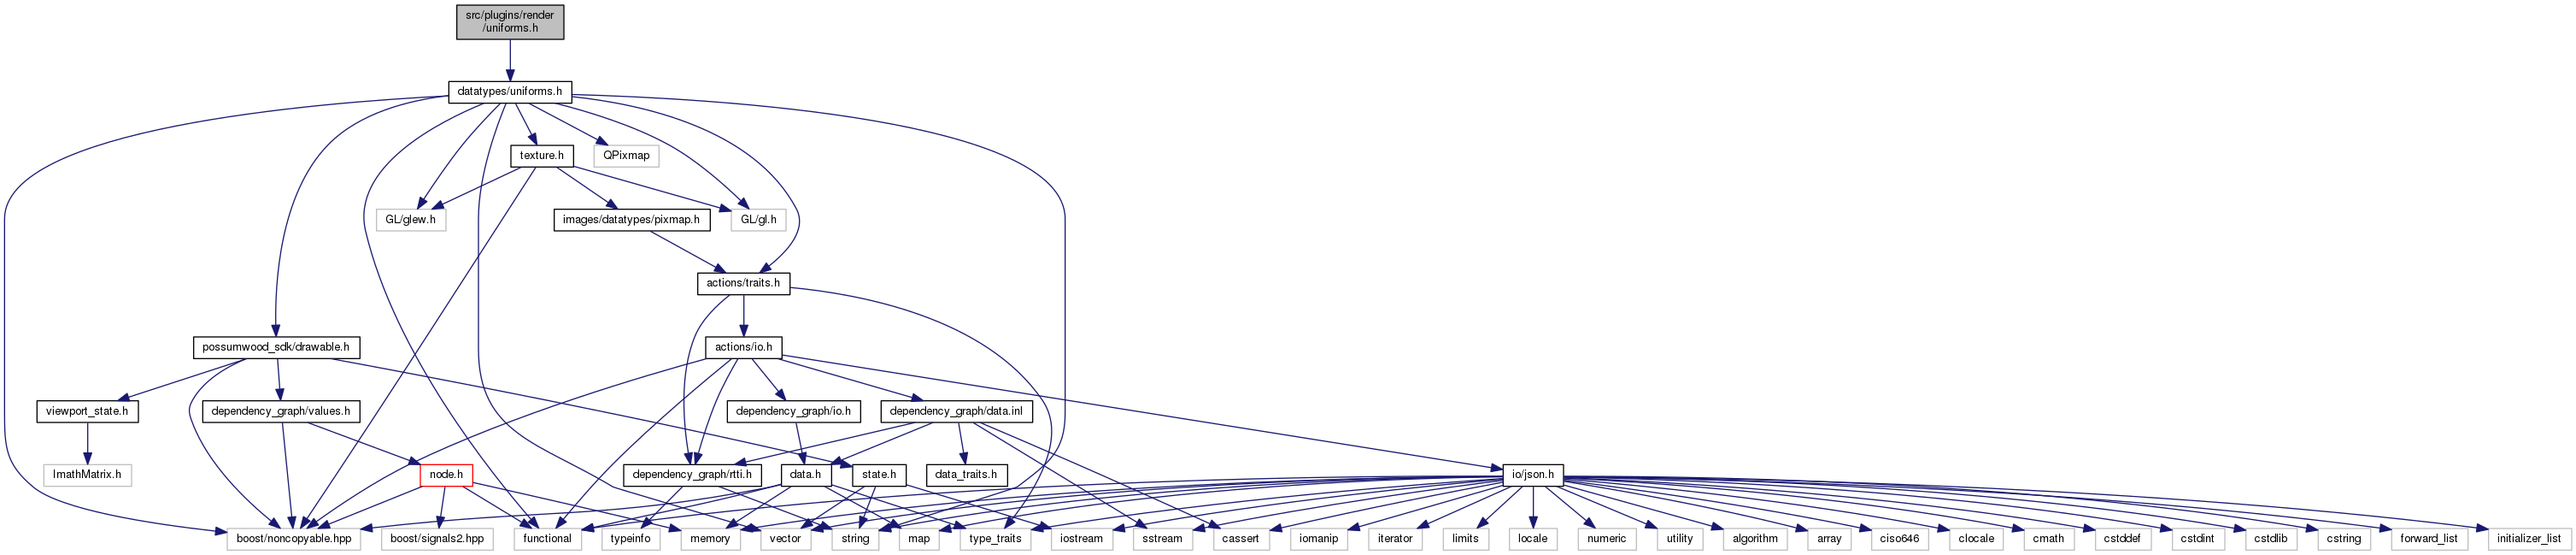 src/plugins/render
/uniforms.h
datatypes/uniforms.h
texture.h
QPixmap
GL/glew.h
images/datatypes/pixmap.h
GL/gl.h
actions/traits.h
possumwood_sdk/drawable.h
actions/io.h
viewport_state.h
dependency_graph/values.h
dependency_graph/io.h
dependency_graph/data.inl
ImathMatrix.h
node.h
dependency_graph/rtti.h
data.h
state.h
data_traits.h
io/json.h
boost/noncopyable.hpp
boost/signals2.hpp
functional
typeinfo
memory
vector
string
map
type_traits
iostream
sstream
cassert
iomanip
iterator
limits
locale
numeric
utility
algorithm
array
ciso646
clocale
cmath
cstddef
cstdint
cstdlib
cstring
forward_list
initializer_list